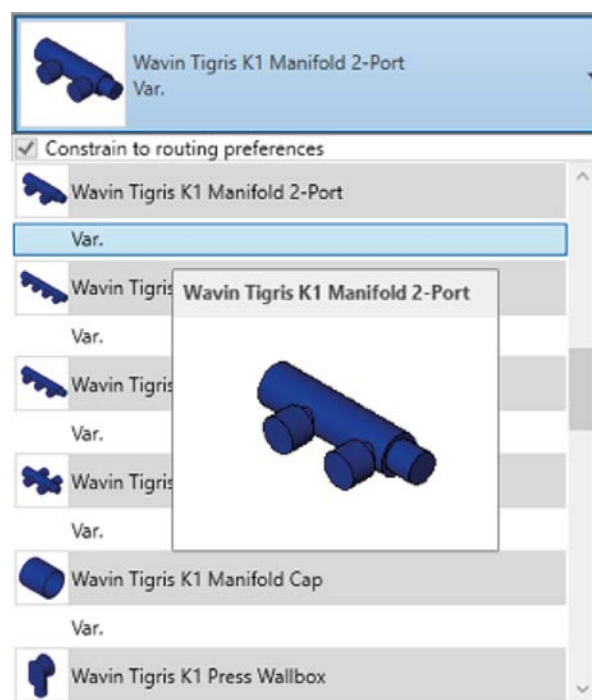 Wavin Tigris K1 Manifold 2-Port
Var.
Constrain to routing preferences
Wavin Tigris K1 Manifold 2-Port
Var.
Wavin Tigris
Wavin Tigris K1 Manifold 2-Port
Var.
Wavin Tigris
Var.
Wavin Tigris
Var.
Wavin Tigris K1 Manifold Cap
Var.
Wavin Tigris K1 Press Wallbox